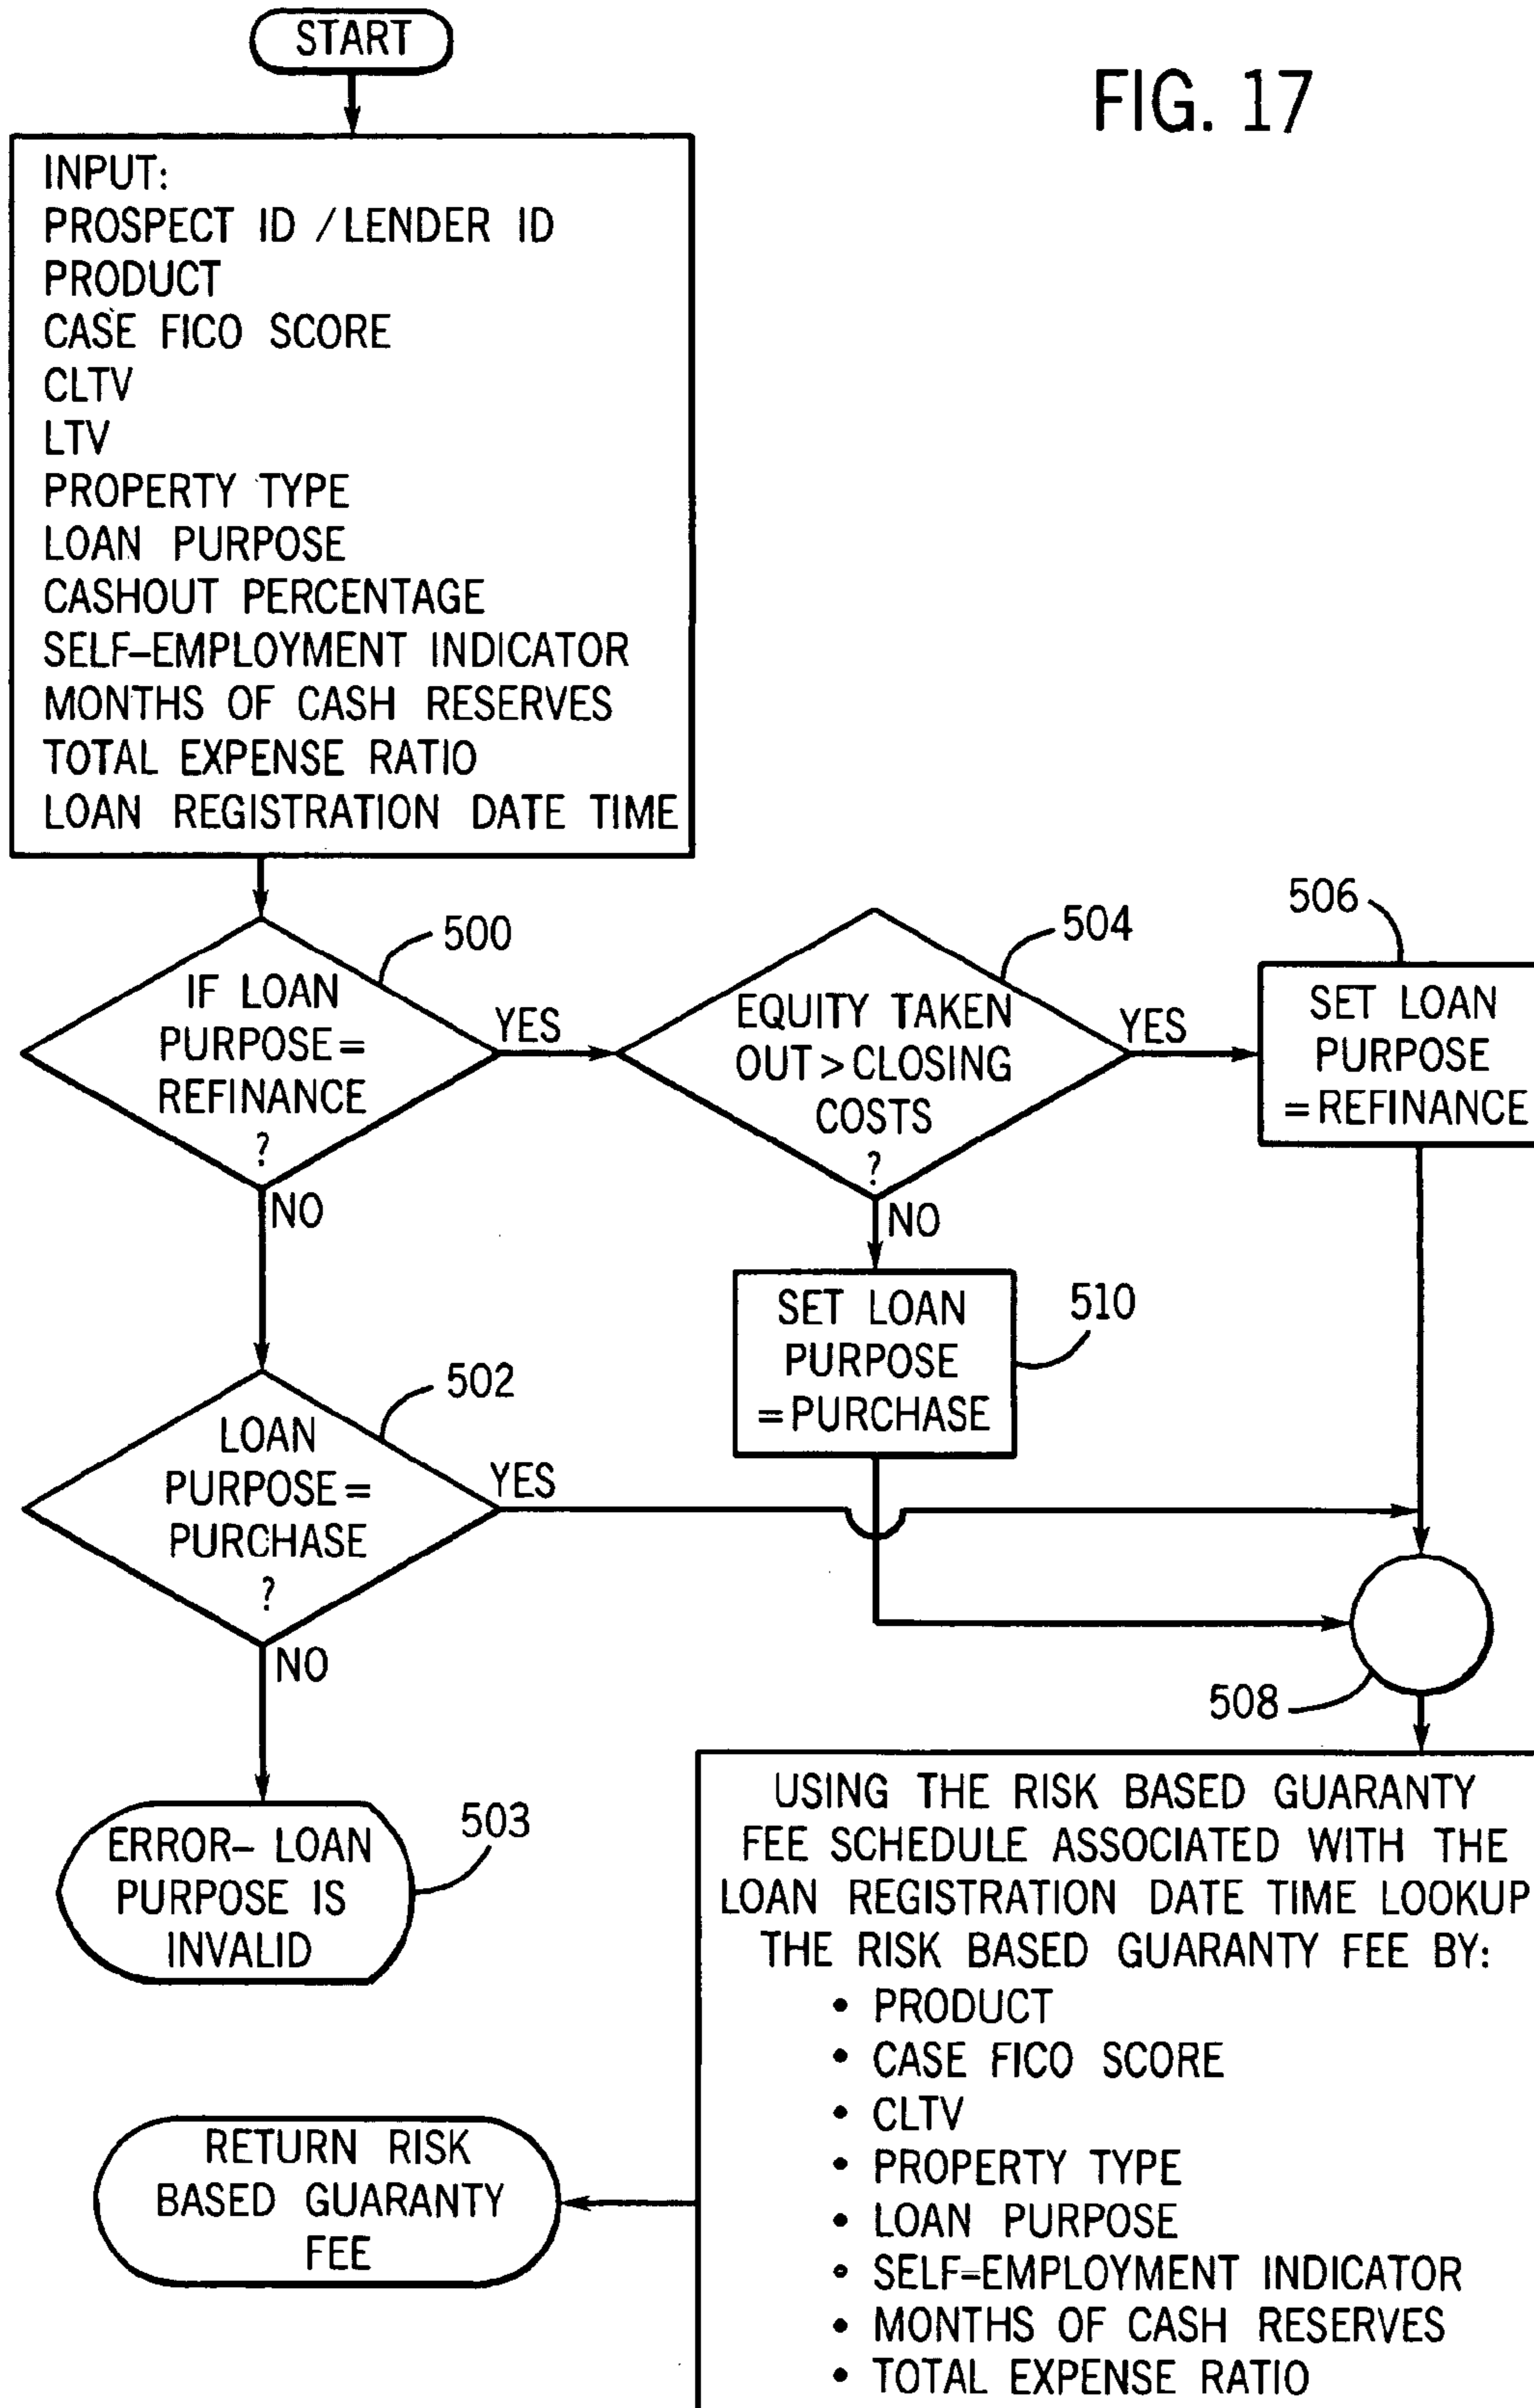 START
FIG. 17
INPUT:
PROSPECT ID / LENDER ID
PRODUCT
CASE FICO SCORE
CLTV
LTV
PROPERTY TYPE
LOAN PURPOSE
CASHOUT PERCENTAGE
SELF-EMPLOYMENT INDICATOR
MONTHS OF CASH RESERVES
TOTAL EXPENSE RATIO
LOAN REGISTRATION DATE TIME
500
IF LOAN
PURPOSE=
REFINANCE
?
YES
NO
504
EQUITY TAKEN
OUT > CLOSING
COSTS
?
YES
NO
506
SET LOAN
PURPOSE
=REFINANCE
510
SET LOAN
PURPOSE
=PURCHASE
502
LOAN
PURPOSE=
PURCHASE
?
YES
NO
508
503
ERROR- LOAN
PURPOSE IS
INVALID
USING THE RISK BASED GUARANTY
FEE SCHEDULE ASSOCIATED WITH THE
LOAN REGISTRATION DATE TIME LOOKUP
THE RISK BASED GUARANTY FEE BY:
• PRODUCT
• CASE FICO SCORE
• CLTV
• PROPERTY TYPE
• LOAN PURPOSE
• SELF-EMPLOYMENT INDICATOR
• MONTHS OF CASH RESERVES
• TOTAL EXPENSE RATIO
RETURN RISK
BASED GUARANTY
FEE